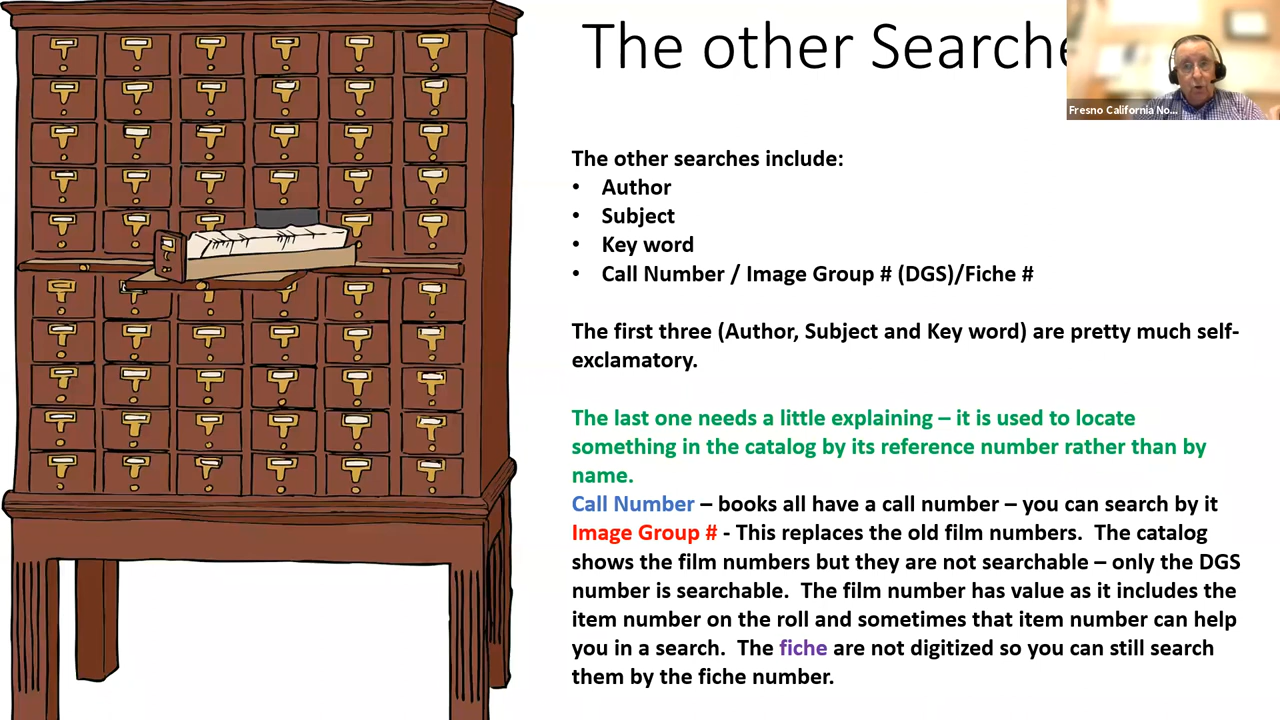 The other Searche
Fresno California No...
The other searches include:
• Author
• Subject
• Key word
• Call Number / Image Group # (DGS)/Fiche #
The first three (Author, Subject and Key word) are pretty much self-
exclamatory.
The last one needs a little explaining – it is used to locate
something in the catalog by its reference number rather than by
name.
Call Number – books all have a call number – you can search by it
Image Group # - This replaces the old film numbers.  The catalog
shows the film numbers but they are not searchable – only the DGS
number is searchable.  The film number has value as it includes the
item number on the roll and sometimes that item number can help
you in a search.  The fiche are not digitized so you can still search
them by the fiche number.